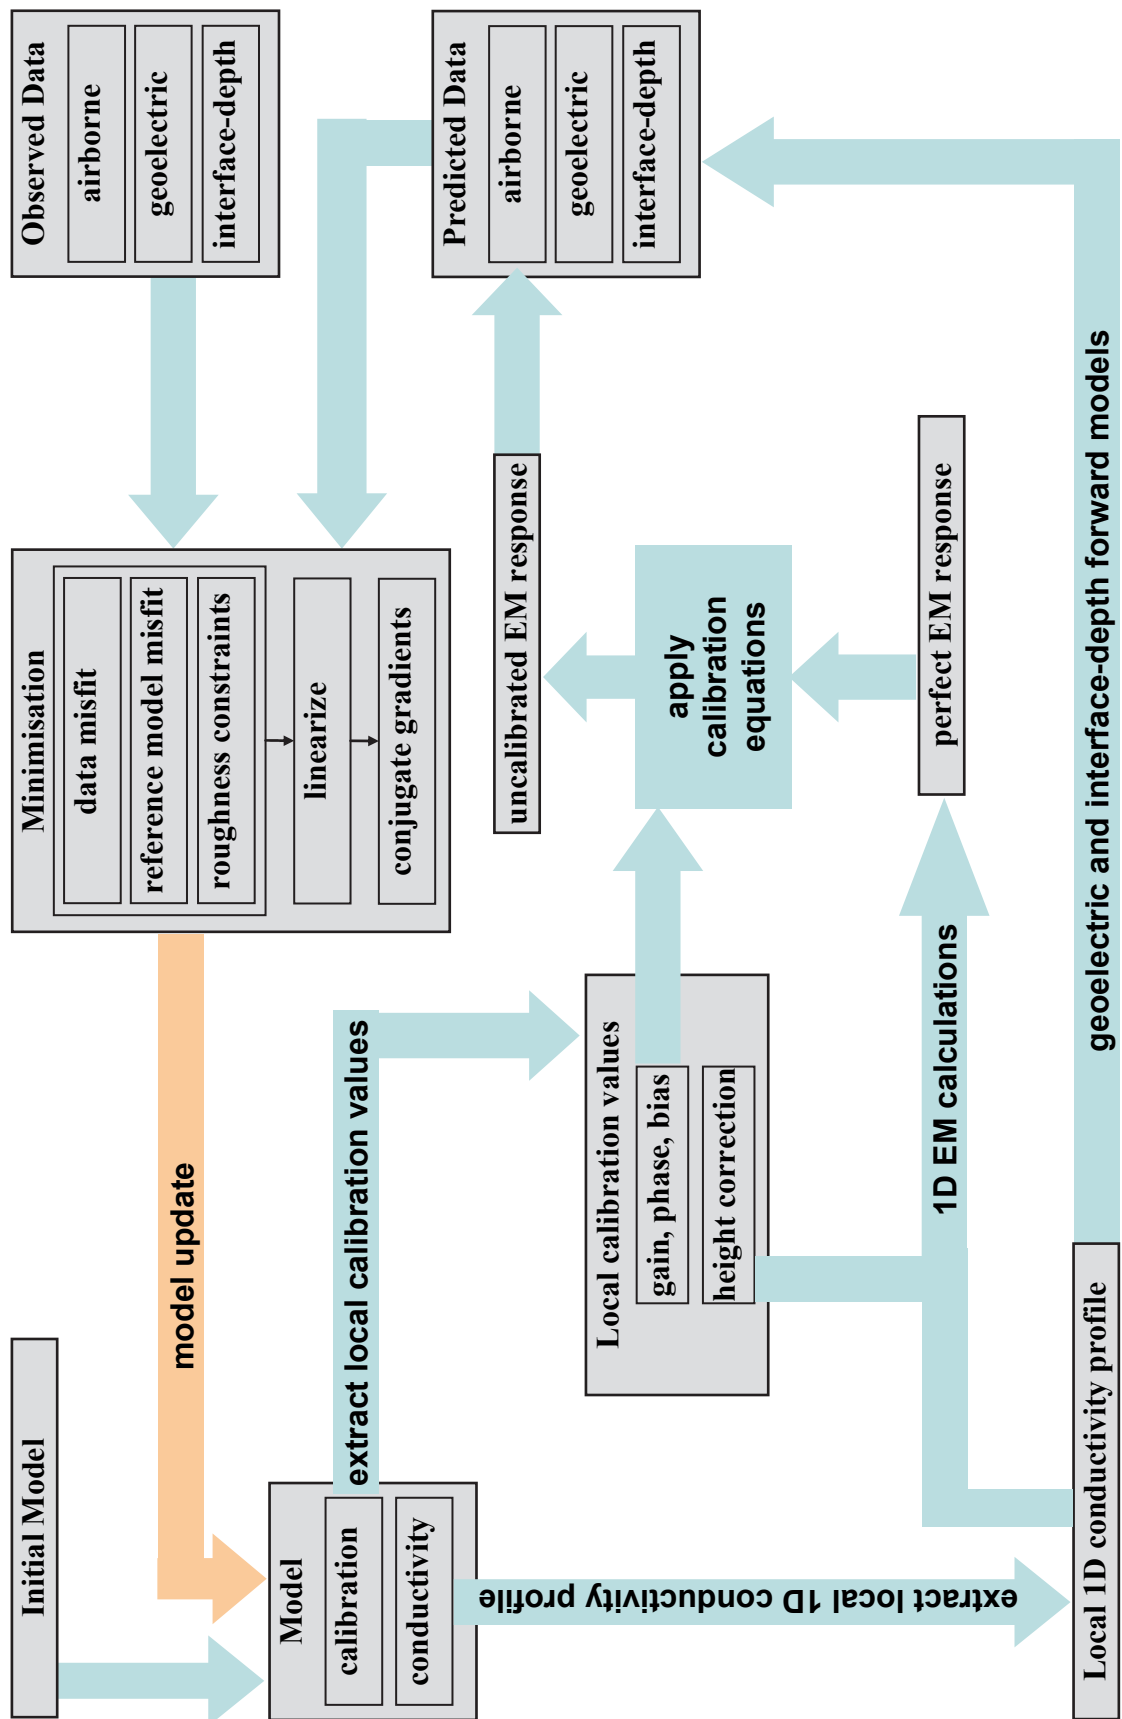 Initial Model
model update
Minimisation
data misfit
reference model misfit
roughness constraints
linearize
conjugate gradients
Observed Data
airborne
geoelectric
interface-depth
Model
calibration
conductivity
extract local calibration values
Predicted Data
airborne
geoelectric
interface-depth
uncalibrated EM response
apply
calibration
equations
Local calibration values
gain, phase, bias
height correction
perfect EM response
1D EM calculations
extract local 1D conductivity profile
Local 1D conductivity profile
geoelectric and interface-depth forward models